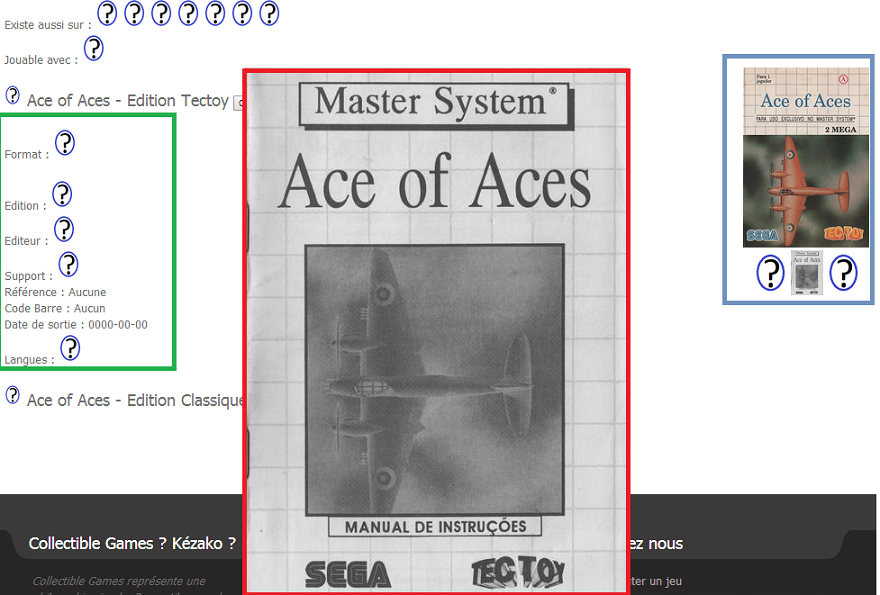 Existe aussi sur :
Jouable avec :
Ace of Aces - Edition Tectoy
Format :
Edition :
Editeur :
Support :
Référence : Aucune
Code Barre : Aucun
Date de sortie : 0000-00-00
Langues :
Ace of Aces - Edition Classique
Master System®
Ace of Aces
MANUAL DE INSTRUÇÕES
SEGA
TEC TOY
Para 1
jogador
A
Ace of Aces
PARA USO EXCLUSIVO NO MASTER SYSTEM
2 MEGA
SEGA
TEC TOY
Ace of Aces
Collectible Games ? Kézako ?
ez nous
Collectible Games représente une
ter un jeu